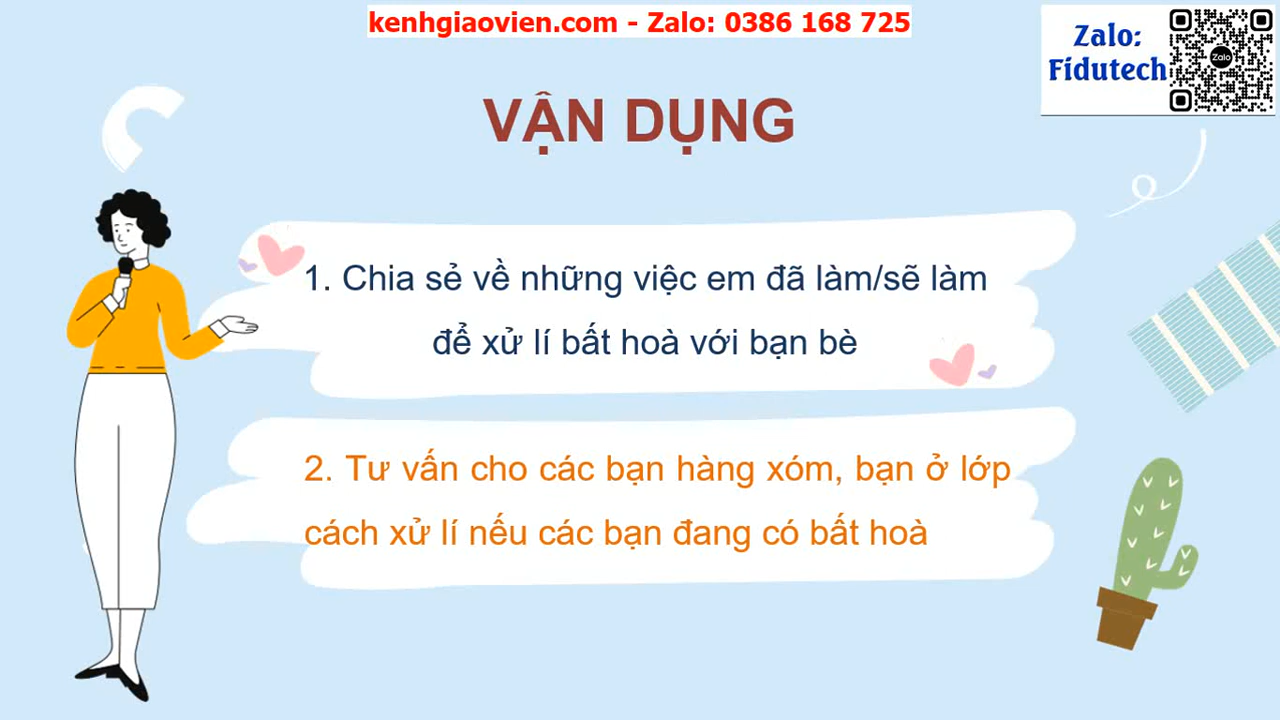 kenhgiaovien.com - Zalo: 0386 168 725
Zalo:
Fidutech
Zalo
VẬN DỤNG
1. Chia sẻ về những việc em đã làm/sẽ làm
để xử lí bất hoà với bạn bè
2. Tư vấn cho các bạn hàng xóm, bạn ở lớp
cách xử lí nếu các bạn đang có bất hoà